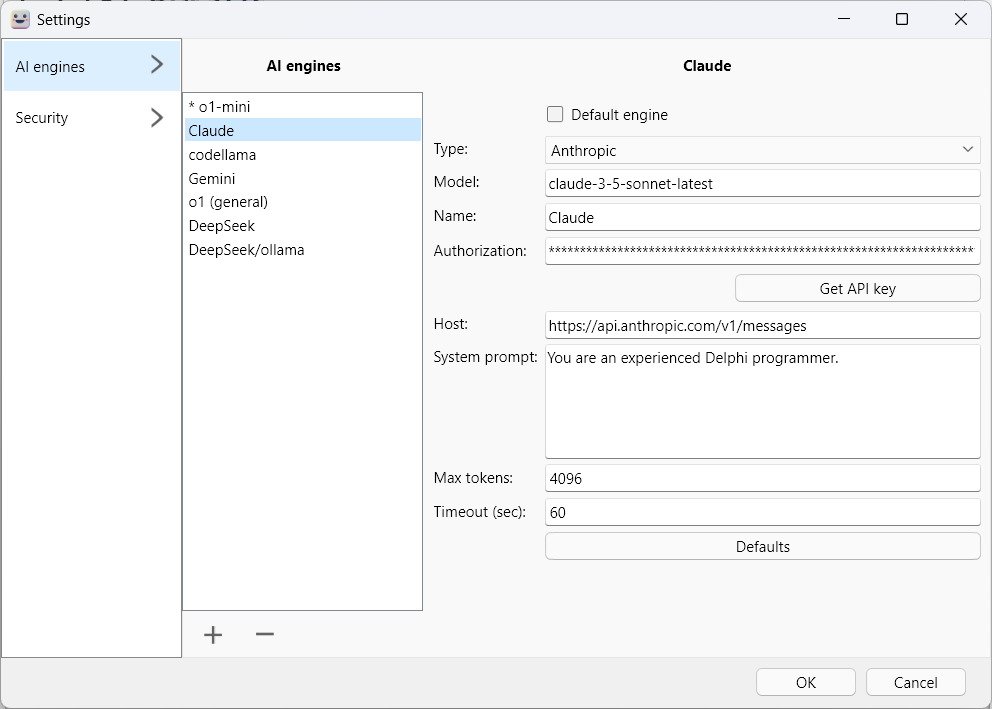 Settings
AI engines
Security
AI engines
* o1-mini
Claude
codellama
Gemini
o1 (general)
DeepSeek
DeepSeek/ollama
Claude
Default engine
Type: Anthropic
Model: claude-3-5-sonnet-latest
Name: Claude
Authorization: ********************************************************************
Get API key
Host: https://api.anthropic.com/v1/messages
System prompt: You are an experienced Delphi programmer.
Max tokens: 4096
Timeout (sec): 60
Defaults
OK
Cancel